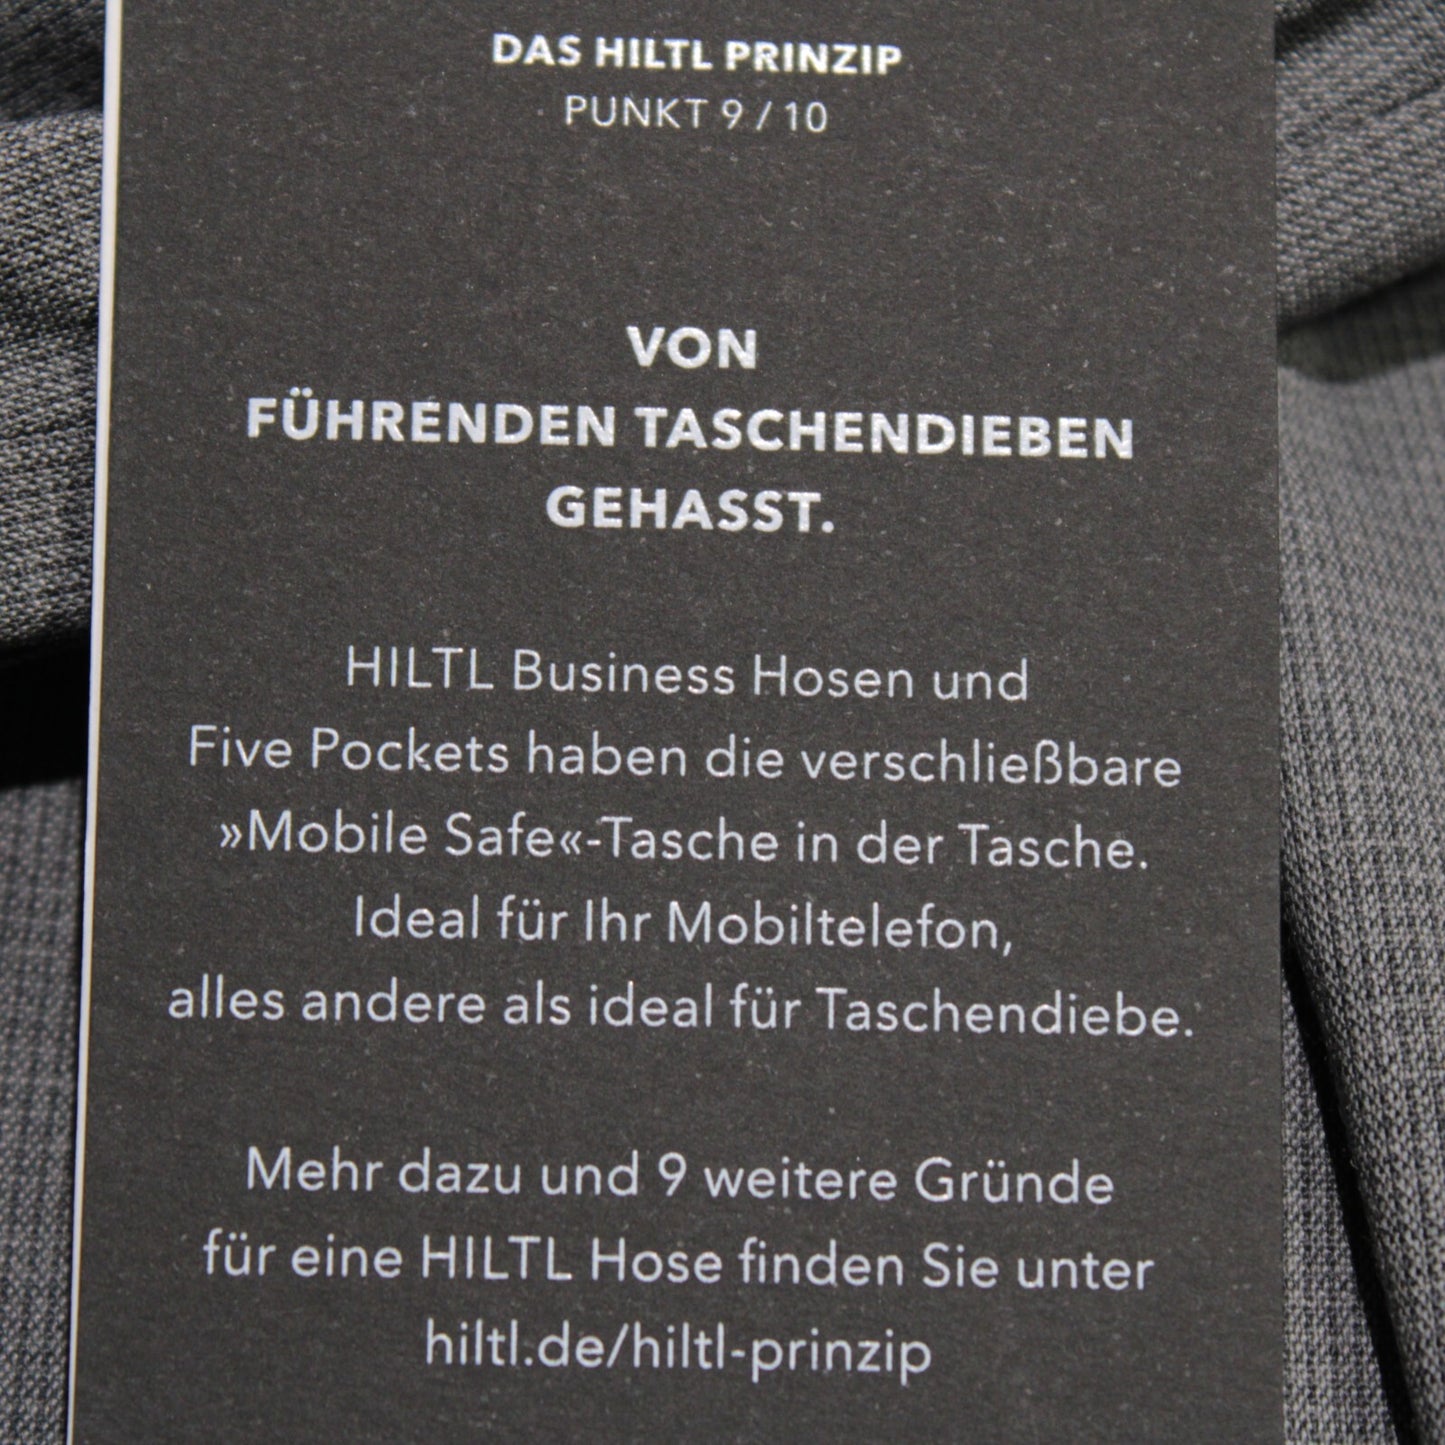 DAS HILTL PRINZIP
PUNKT 9 / 10
VON
FÜHRENDEN TASCHENDIEBEN
GEHASST.
HILTL Business Hosen und
Five Pockets haben die verschließbare
»Mobile Safe«-Tasche in der Tasche.
Ideal für Ihr Mobiltelefon,
alles andere als ideal für Taschendiebe.
Mehr dazu und 9 weitere Gründe
für eine HILTL Hose finden Sie unter
hiltl.de/hiltl-prinzip